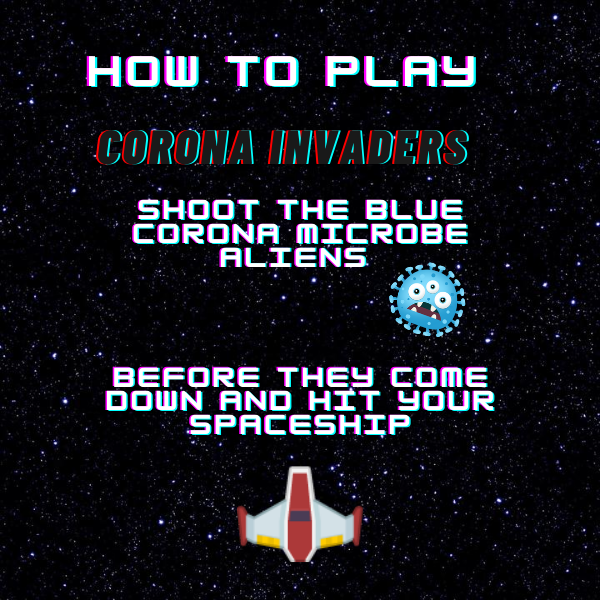 HOW TO PLAY
CORONA INVADERS
SHOOT THE BLUE
CORONA MICROBE
ALIENS
BEFORE THEY COME
DOWN AND HIT YOUR
SPACESHIP